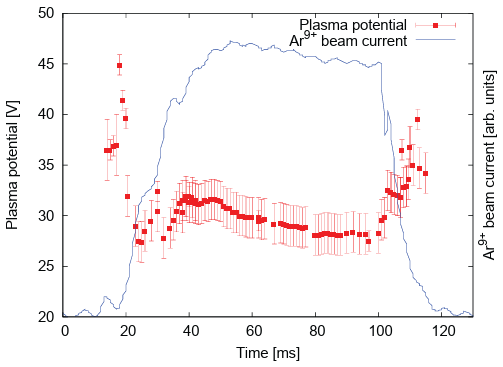 50
45
40
35
30
25
20
Plasma potential [V]
Plasma potential
Ar9+ beam current
Ar9+ beam current [arb. units]
0 20 40 60 80 100 120
Time [ms]